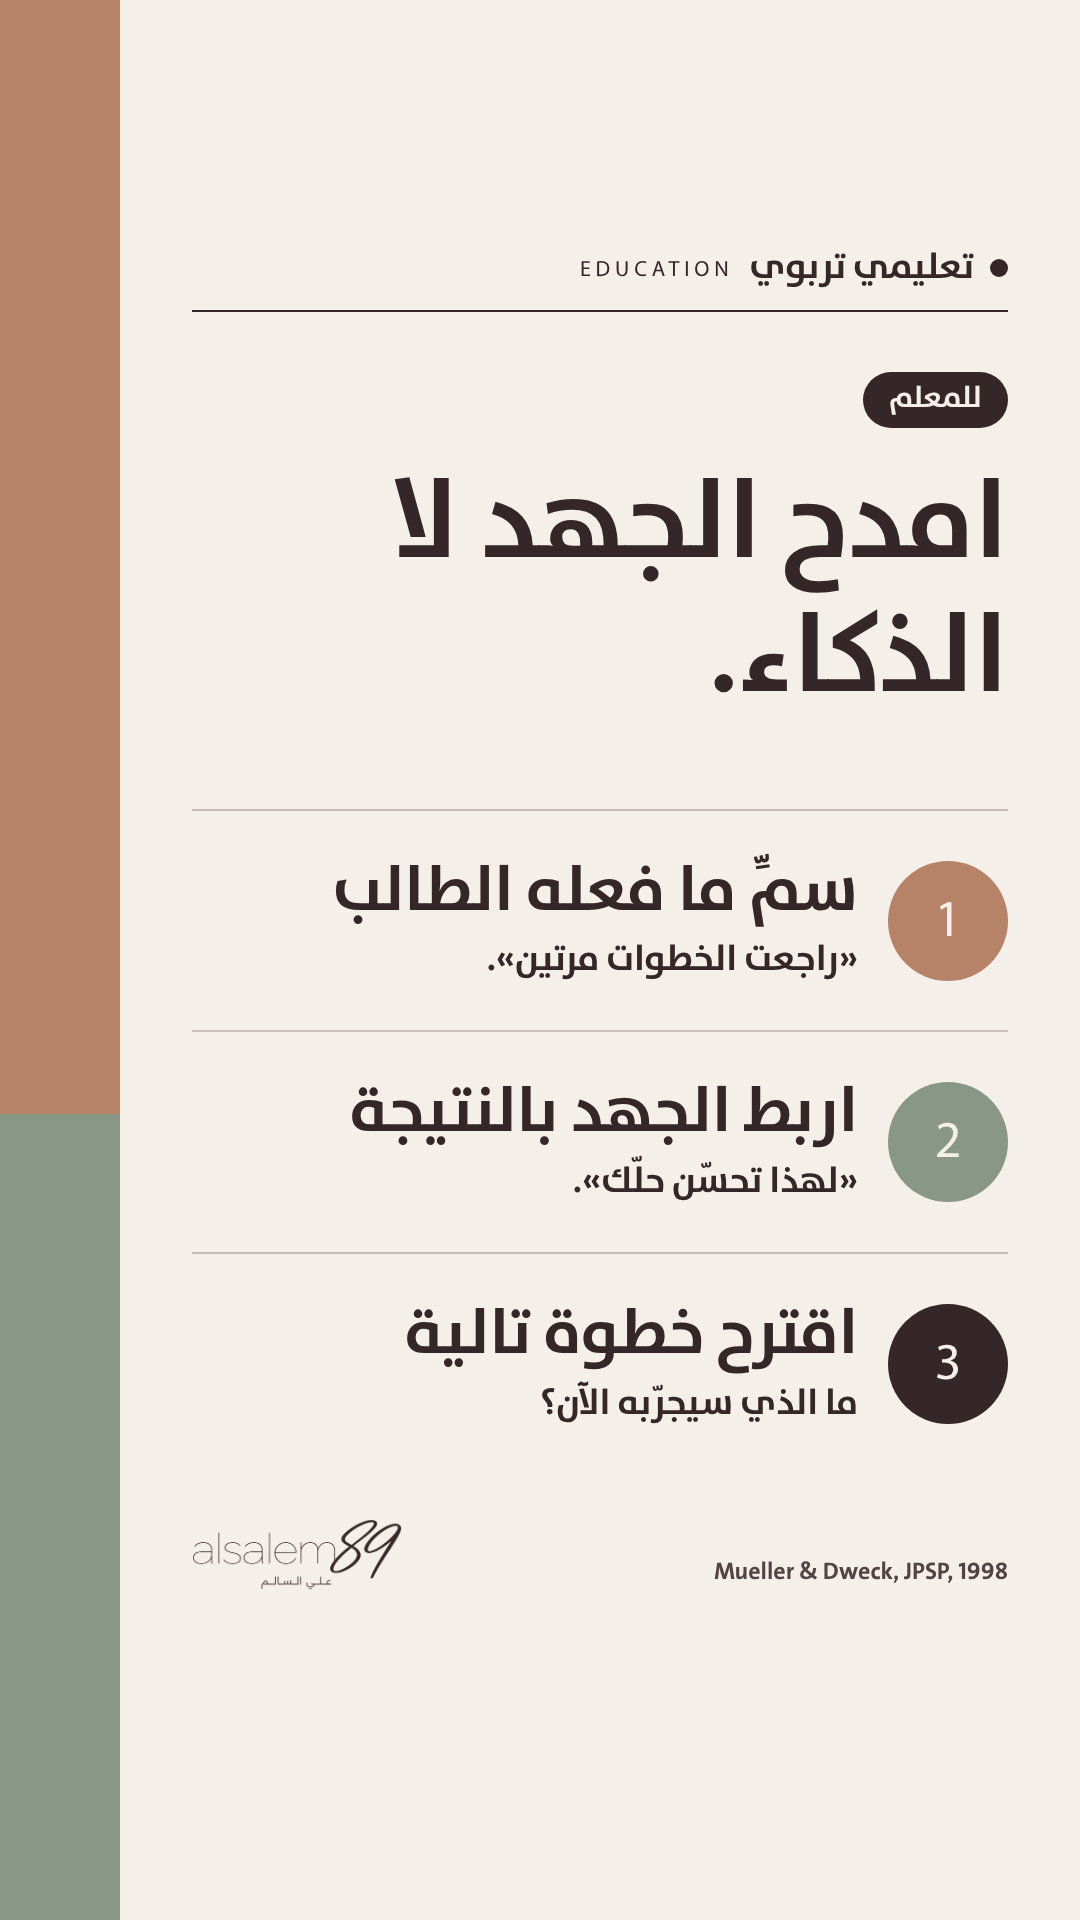 تعليمي تربوي EDUCATION
للمعلم
امدح الجهد لا
الذكاء.
1
سمِّ ما فعله الطالب
«راجعت الخطوات مرتين».
2
اربط الجهد بالنتيجة
«لهذا تحسّن حلّك».
3
اقترح خطوة تالية
ما الذي سيجرّبه الآن؟
Mueller & Dweck, JPSP, 1998
alsalem89
علي السالم